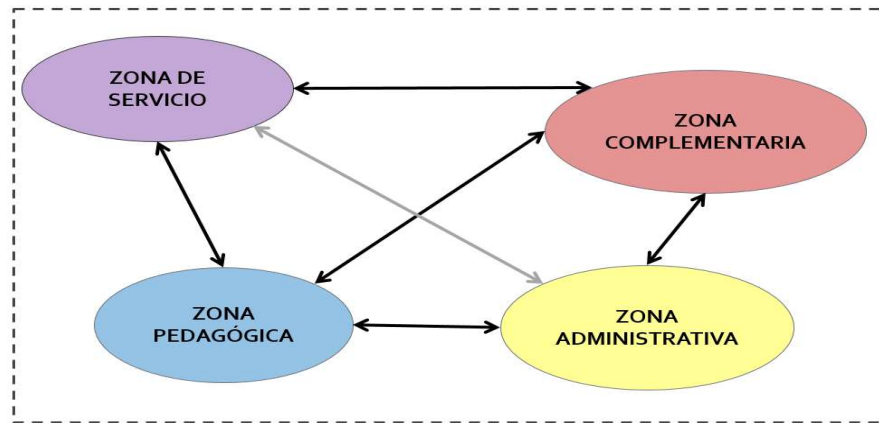 ZONA DE
SERVICIO
ZONA
COMPLEMENTARIA
ZONA
PEDAGÓGICA
ZONA
ADMINISTRATIVA